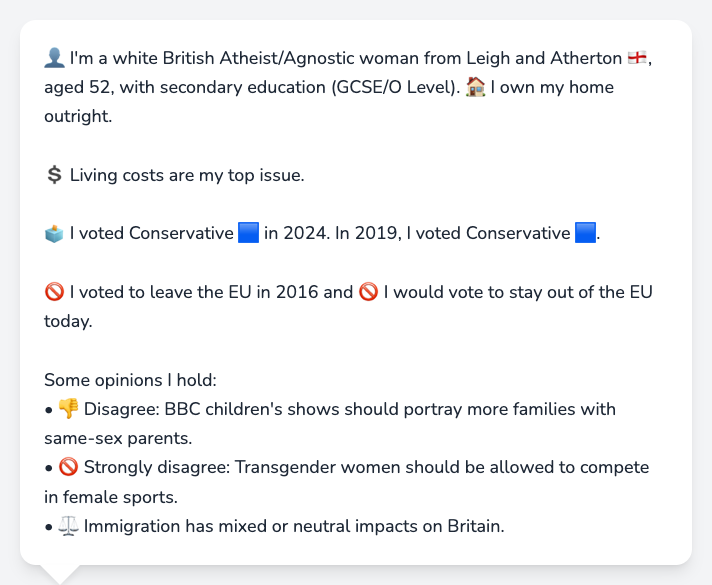 👤 I'm a white British Atheist/Agnostic woman from Leigh and Atherton 🏴󠁧󠁢󠁥󠁮󠁧󠁿,
aged 52, with secondary education (GCSE/O Level). 🏠 I own my home
outright.
💲 Living costs are my top issue.
🗳️ I voted Conservative 🟦 in 2024. In 2019, I voted Conservative 🟦.
🚫 I voted to leave the EU in 2016 and 🚫 I would vote to stay out of the EU
today.
Some opinions I hold:
• 👎 Disagree: BBC children's shows should portray more families with
same-sex parents.
• 🚫 Strongly disagree: Transgender women should be allowed to compete
in female sports.
• ⚖️ Immigration has mixed or neutral impacts on Britain.